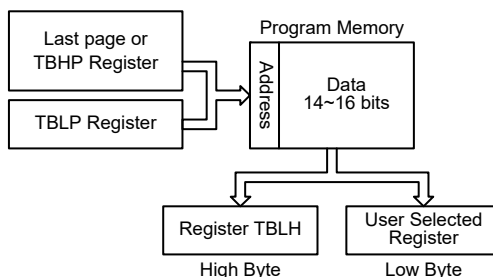 Program Memory
Last page or
TBHP Register
TBLP Register
Address
Data
14~16 bits
Register TBLH
User Selected
Register
High Byte
Low Byte